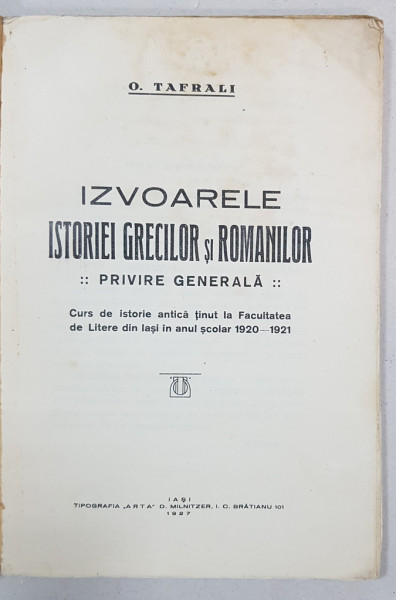 O. TAFRALI
IZVOARELE
ISTORIEI GRECILOR ȘI ROMANILOR
:: PRIVIRE GENERALĂ ::
Curs de istorie antică ținut la Facultatea
de Litere din Iași în anul școlar 1920—1921
IAȘI
TIPOGRAFIA „ARTA” D. MILNITZER, I. C. BRĂTIANU 101
1927